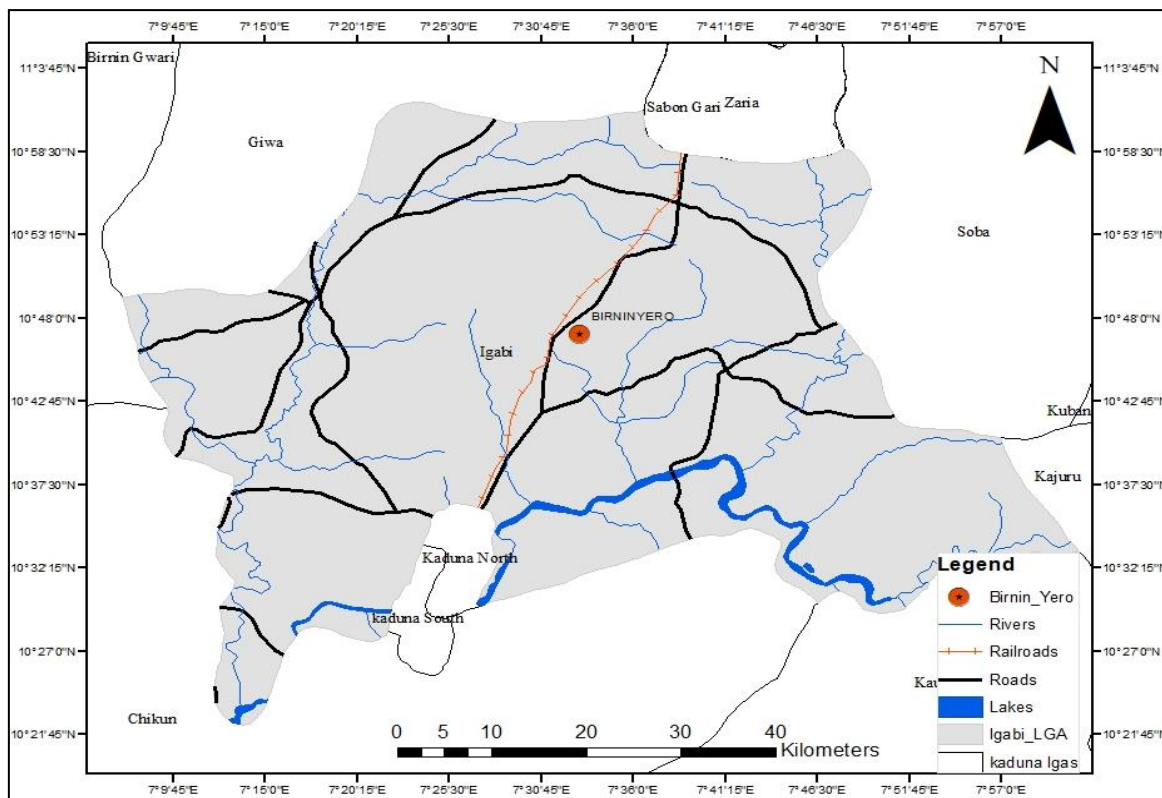 7°9'45"E 7°15'0"E 7°20'15"E 7°25'30"E 7°30'45"E 7°36'0"E 7°41'15"E 7°46'30"E 7°51'45"E 7°57'0"E
Birnin Gwari
11°3'45"N 11°3'45"N
N
Sabon Gari Zaria
Giwa
10°58'30"N 10°58'30"N
10°53'15"N 10°53'15"N
Soba
10°48'0"N 10°48'0"N
BIRNINYERO
Igabi
10°42'45"N 10°42'45"N
Kuban
Kajuru
10°37'30"N 10°37'30"N
Kaduna North
10°32'15"N 10°32'15"N
kaduna South
10°27'0"N 10°27'0"N
Kau
Chikun
10°21'45"N 10°21'45"N
Legend
Birnin_Yero
Rivers
Railroads
Roads
Lakes
Igabi_LGA
kaduna lgas
0 5 10 20 30 40
Kilometers
7°9'45"E 7°15'0"E 7°20'15"E 7°25'30"E 7°30'45"E 7°36'0"E 7°41'15"E 7°46'30"E 7°51'45"E 7°57'0"E